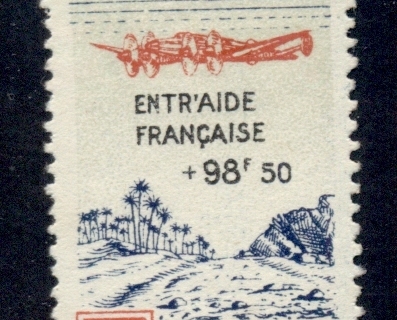 ENTR'AIDE
FRANÇAISE
+98F 50